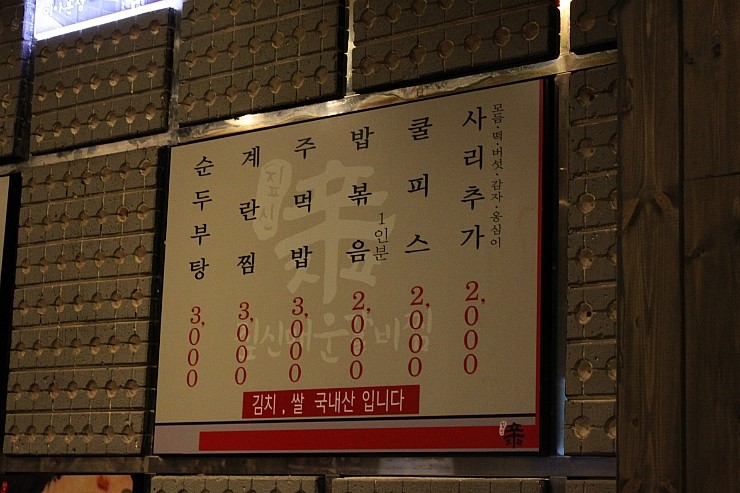 사리추가
모듬·떡·버섯·감자·옹심이
2,000
쿨피스
2,000
밥볶음
1인분
2,000
주먹밥
3,000
계란찜
3,000
순두부탕
3,000
김치, 쌀 국내산 입니다